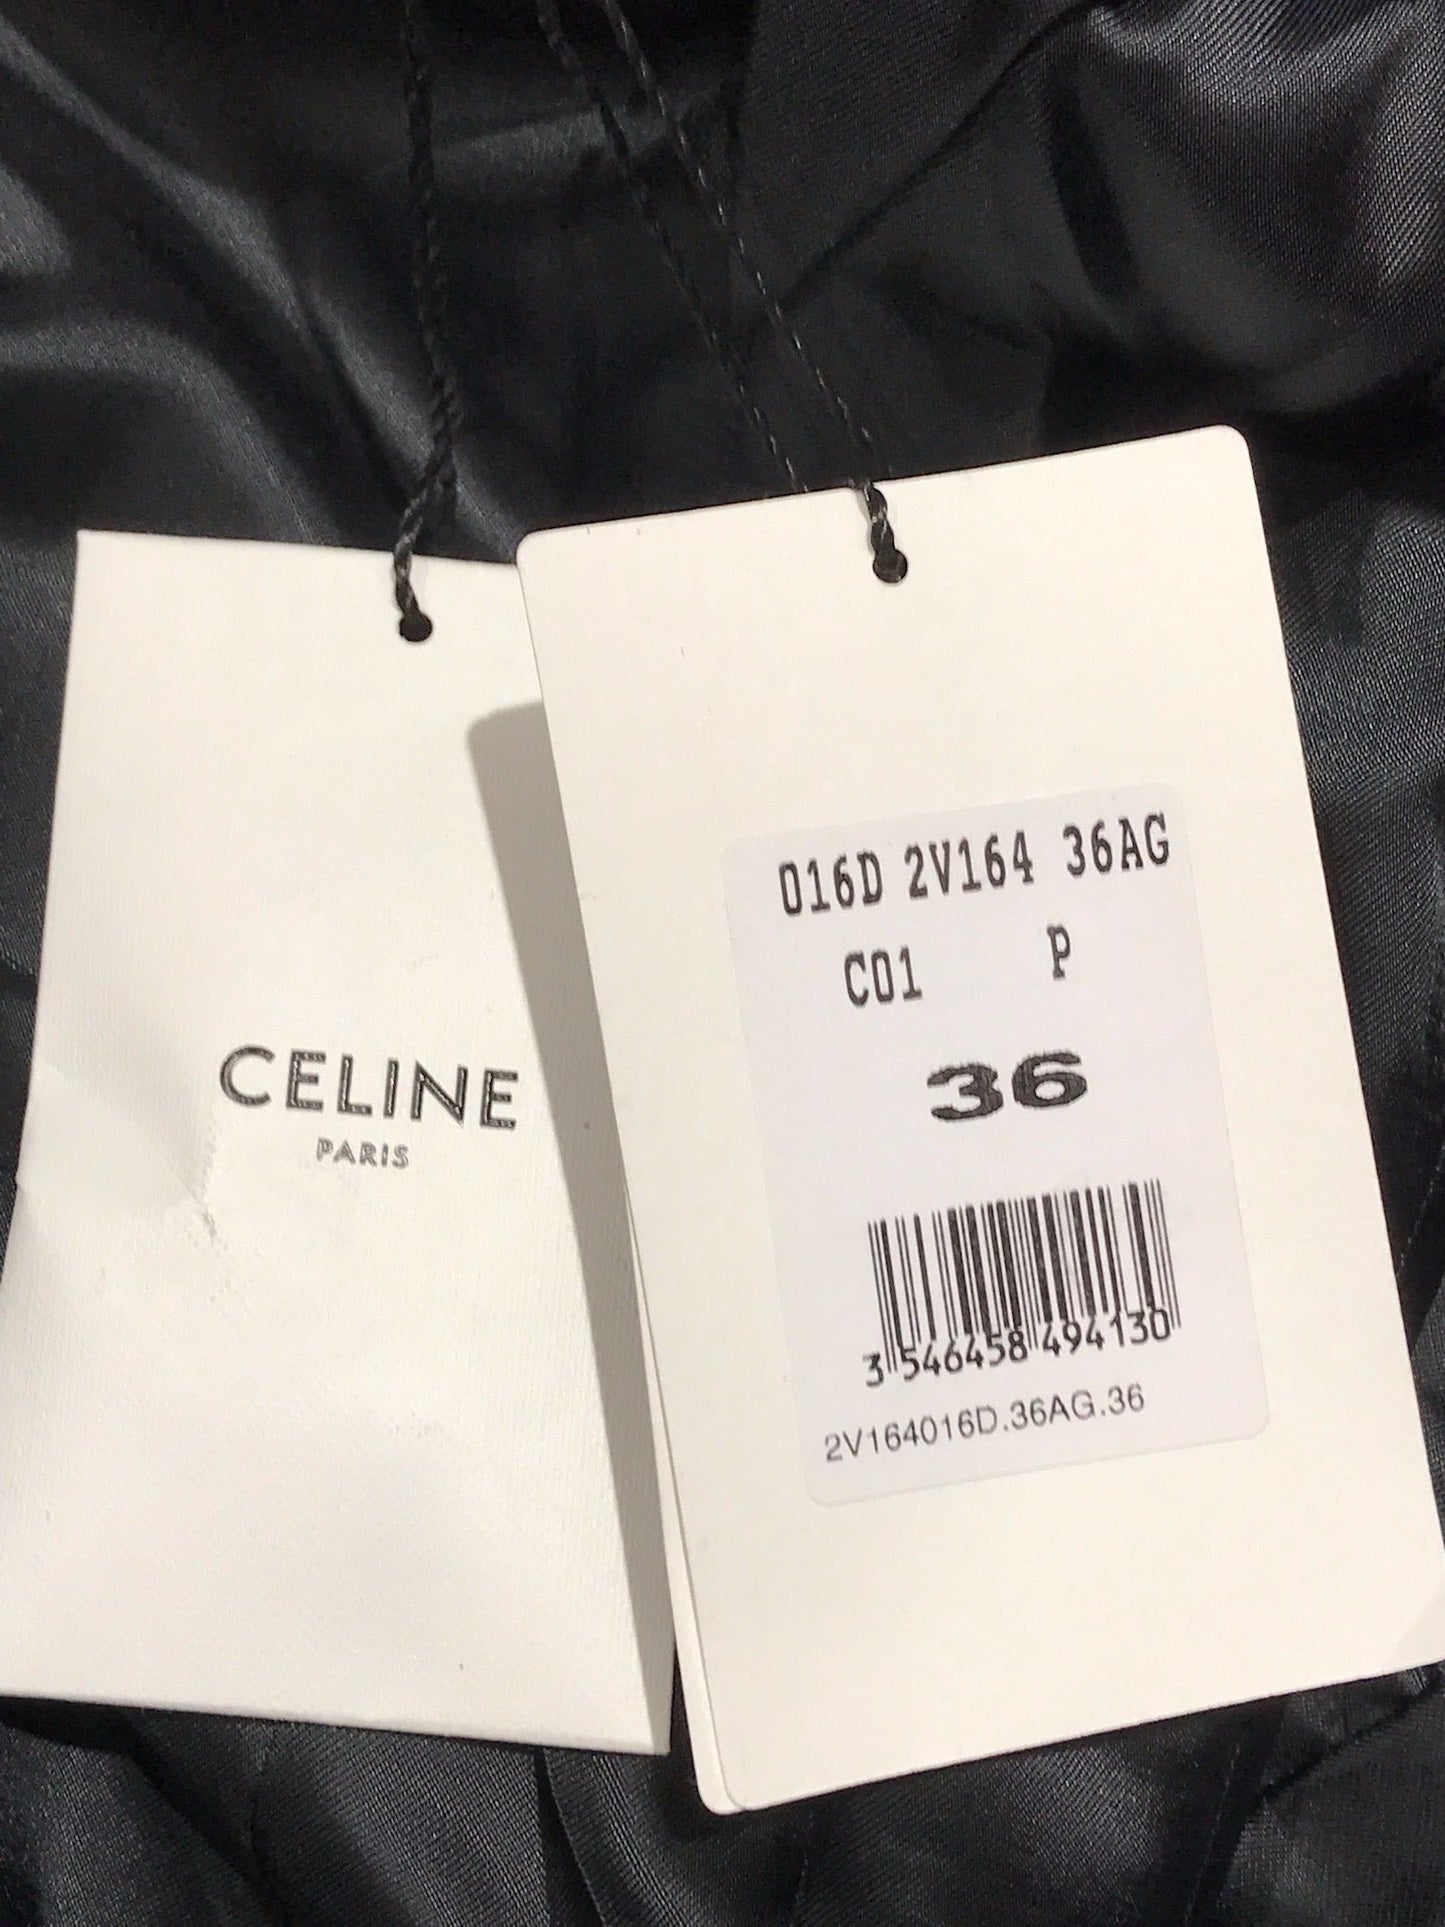 CELINE
PARIS
016D 2V164 36AG
C01 P
36
3 546458 494130
2V164016D.36AG.36